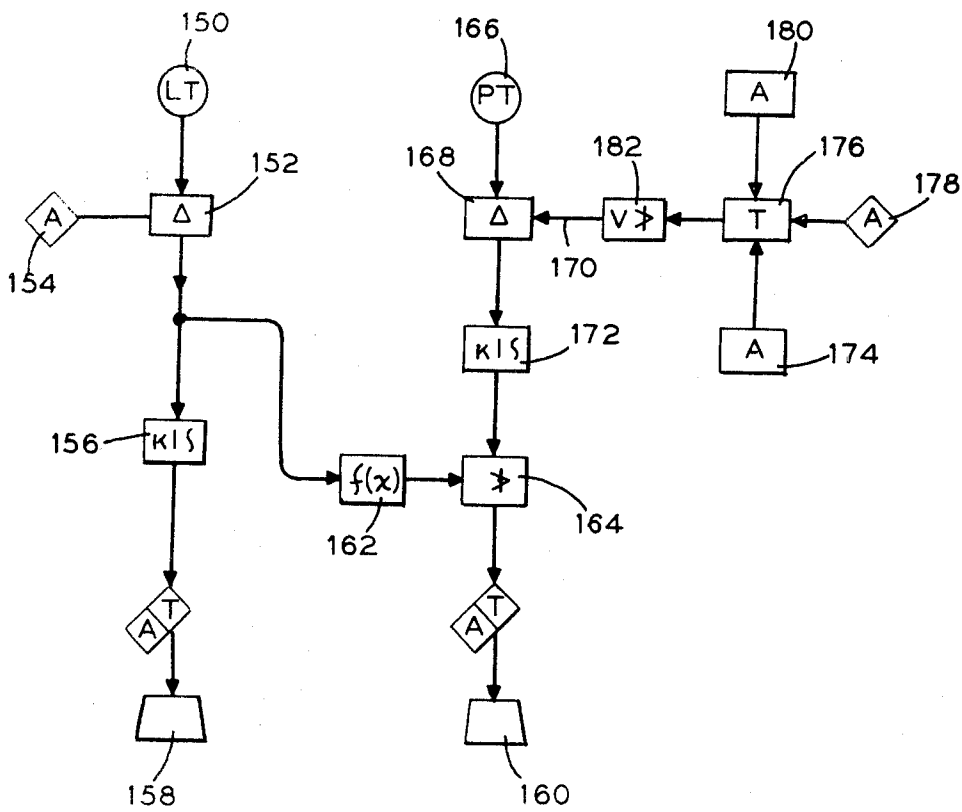 150
166
180
LT
PT
A
152
168
182
176
178
A
Δ
Δ
V ≯
T
A
154
170
A
174
K I ∫
172
156
K I ∫
f(x)
≯
164
162
T
A
T
A
158
160